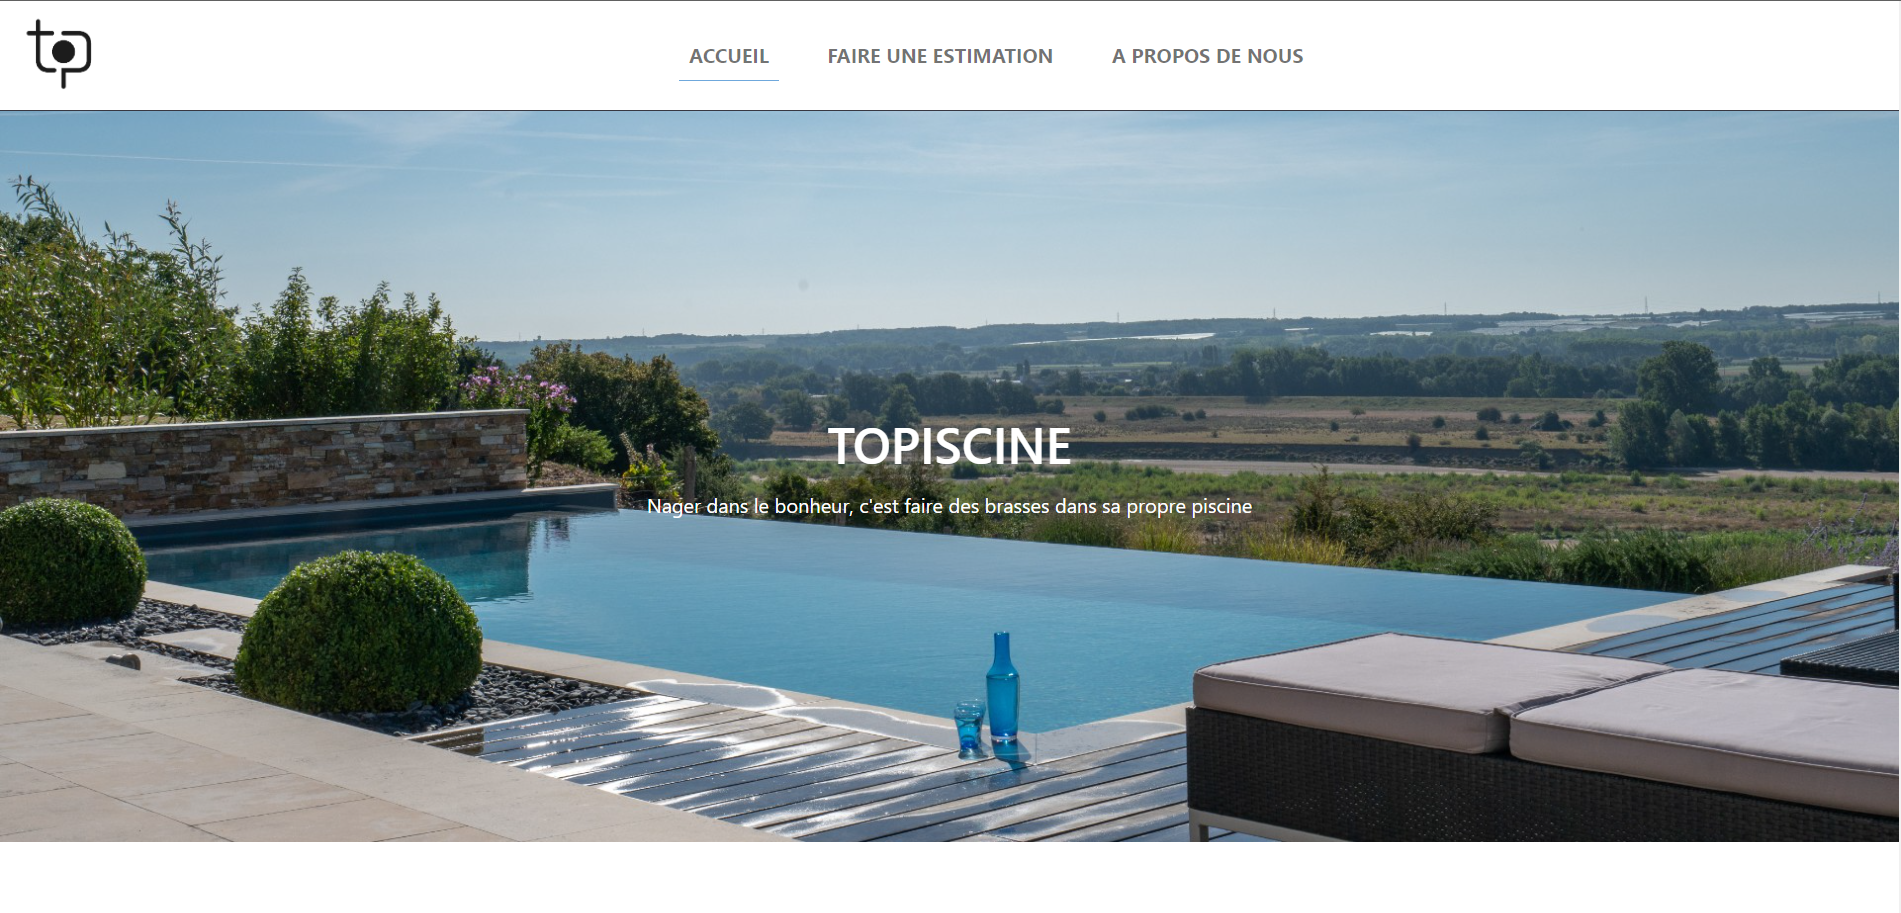 top
ACCUEIL
FAIRE UNE ESTIMATION
A PROPOS DE NOUS
TOPISCINE
Nager dans le bonheur, c'est faire des brasses dans sa propre piscine